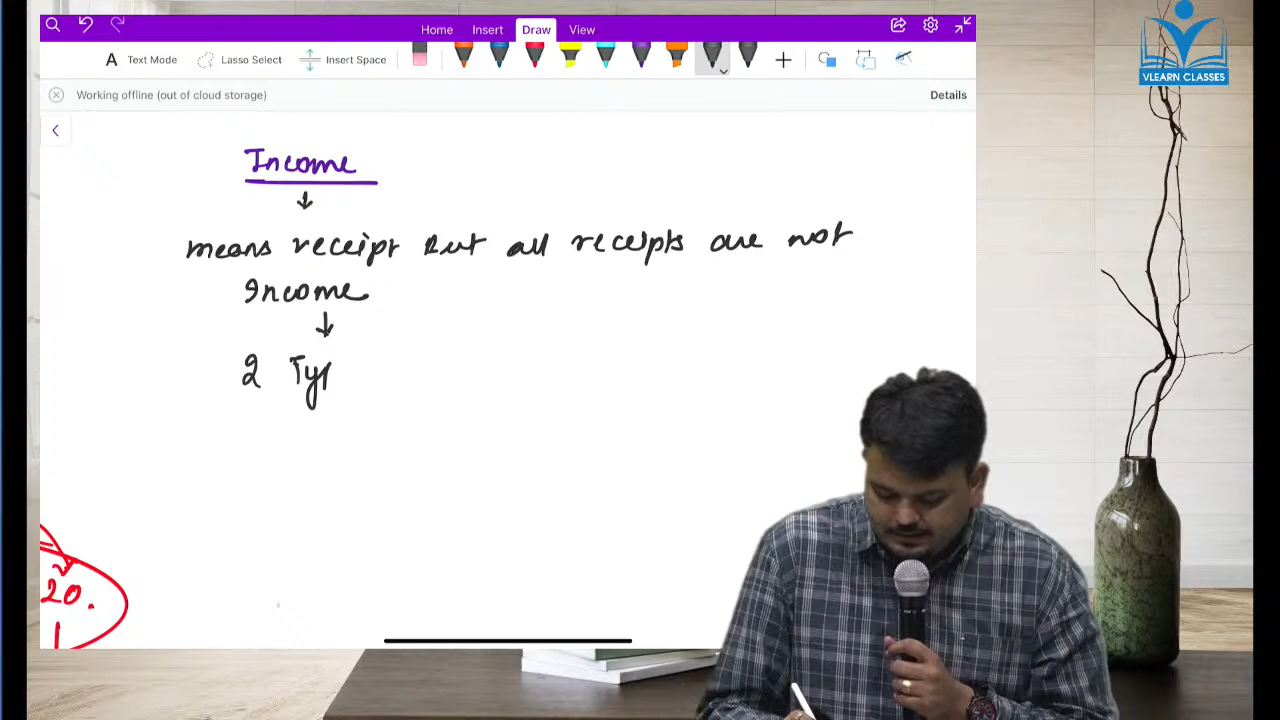 Home Insert Draw View
Text Mode Lasso Select Insert Space
Working offline (out of cloud storage) Details
VLEARN CLASSES
Income
means receipt But all receipts are not
Income
2 Typ
20.
1